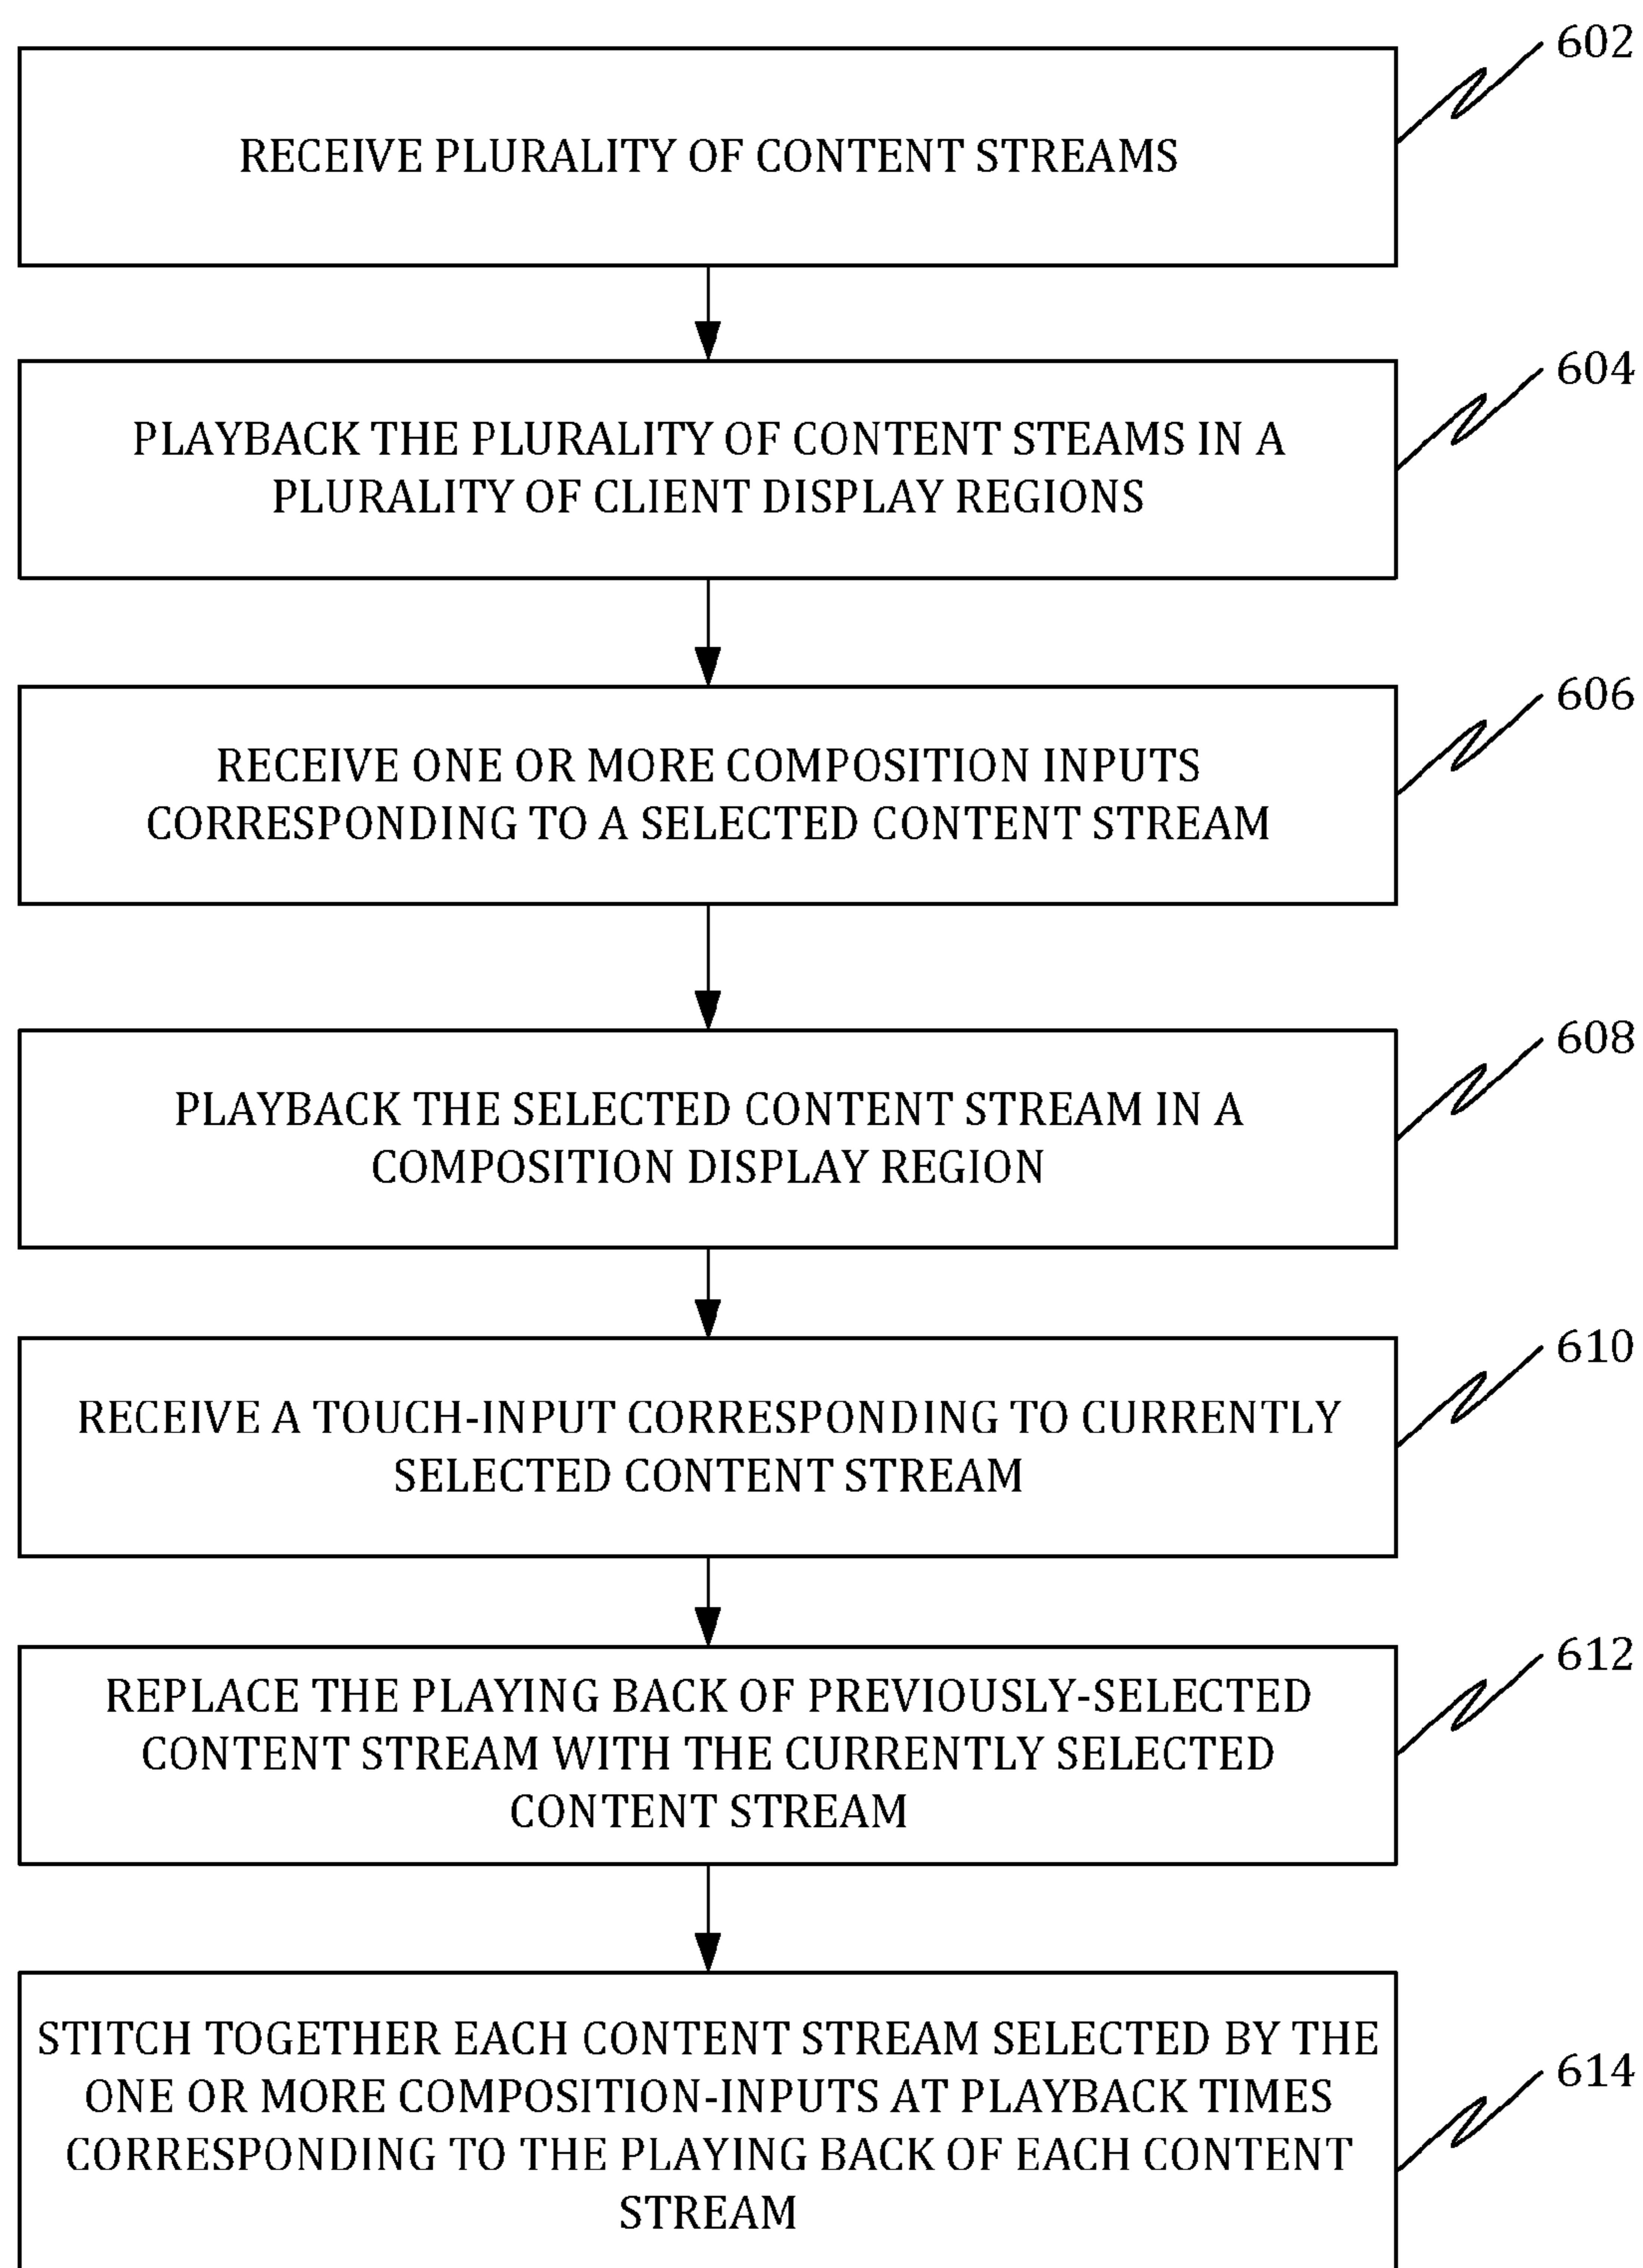 602
RECEIVE PLURALITY OF CONTENT STREAMS
604
PLAYBACK THE PLURALITY OF CONTENT STEAMS IN A
PLURALITY OF CLIENT DISPLAY REGIONS
606
RECEIVE ONE OR MORE COMPOSITION INPUTS
CORRESPONDING TO A SELECTED CONTENT STREAM
608
PLAYBACK THE SELECTED CONTENT STREAM IN A
COMPOSITION DISPLAY REGION
610
RECEIVE A TOUCH-INPUT CORRESPONDING TO CURRENTLY
SELECTED CONTENT STREAM
612
REPLACE THE PLAYING BACK OF PREVIOUSLY-SELECTED
CONTENT STREAM WITH THE CURRENTLY SELECTED
CONTENT STREAM
614
STITCH TOGETHER EACH CONTENT STREAM SELECTED BY THE
ONE OR MORE COMPOSITION-INPUTS AT PLAYBACK TIMES
CORRESPONDING TO THE PLAYING BACK OF EACH CONTENT
STREAM